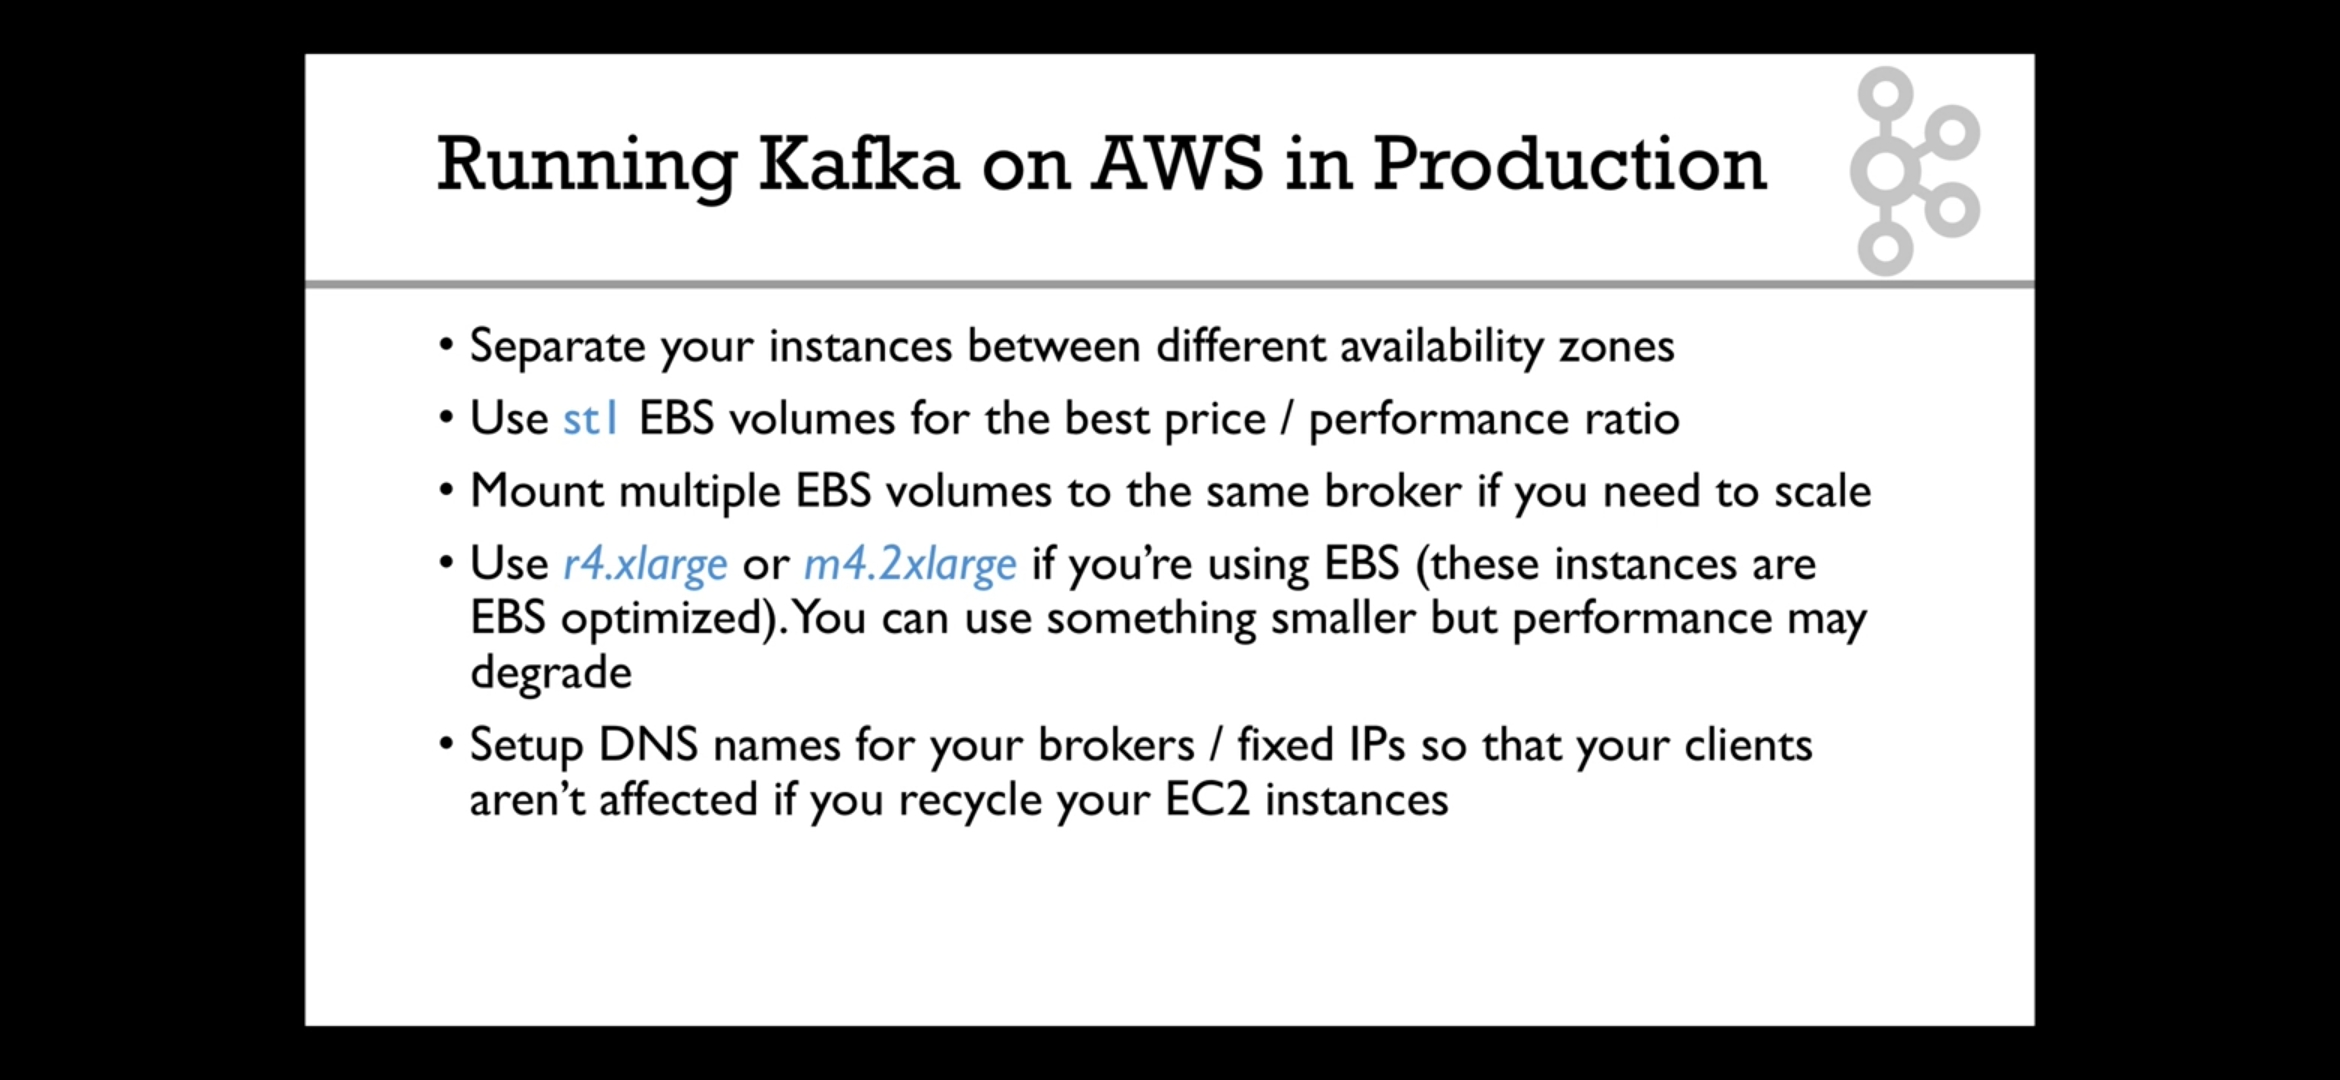 Running Kafka on AWS in Production
• Separate your instances between different availability zones
• Use st1 EBS volumes for the best price / performance ratio
• Mount multiple EBS volumes to the same broker if you need to scale
• Use r4.xlarge or m4.2xlarge if you’re using EBS (these instances are
EBS optimized). You can use something smaller but performance may
degrade
• Setup DNS names for your brokers / fixed IPs so that your clients
aren’t affected if you recycle your EC2 instances